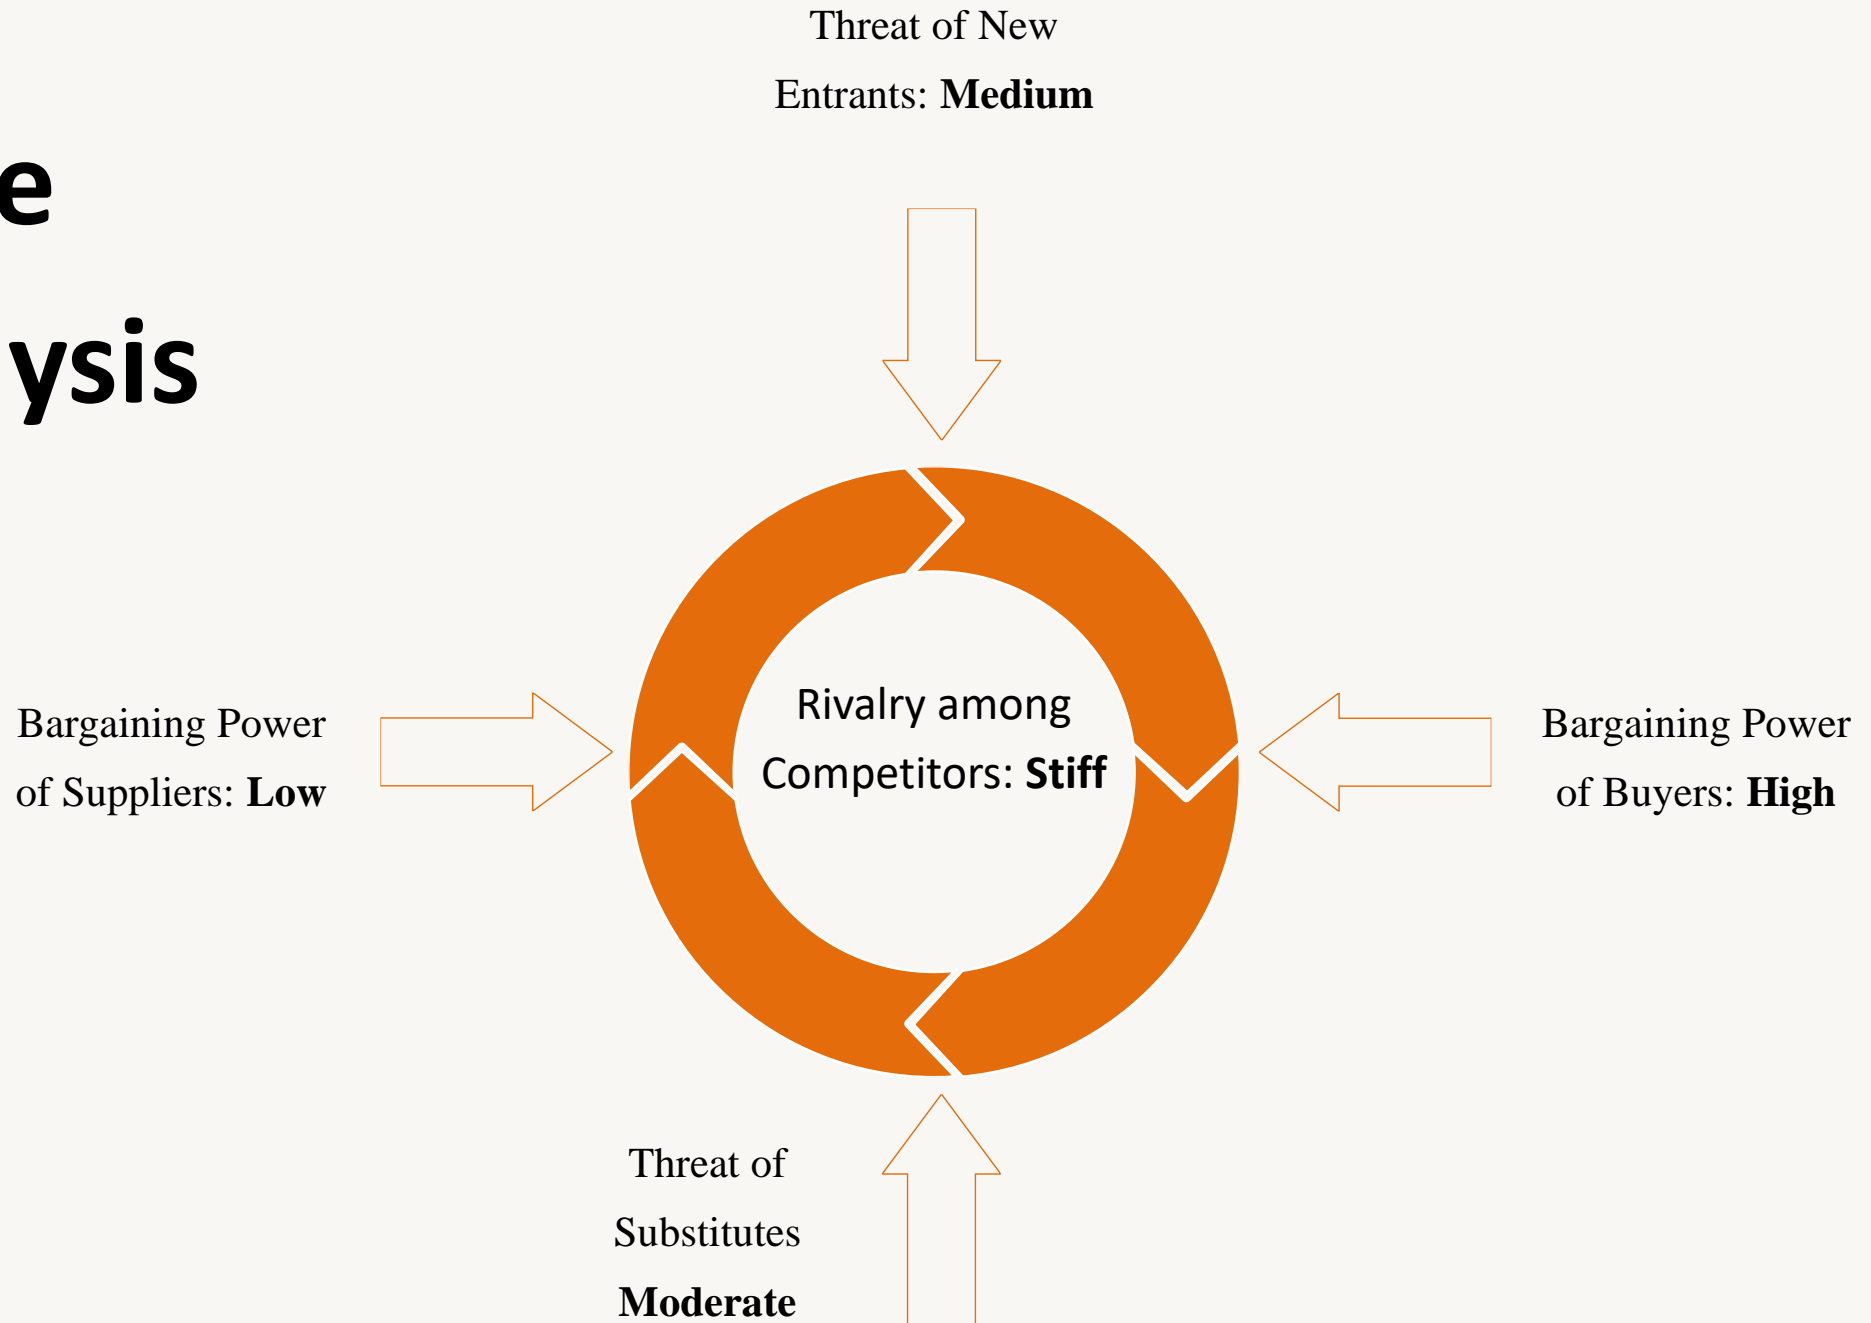 Threat of New
Entrants: Medium
e
ysis
Rivalry among
Competitors: Stiff
Bargaining Power
of Suppliers: Low
Bargaining Power
of Buyers: High
Threat of
Substitutes
Moderate